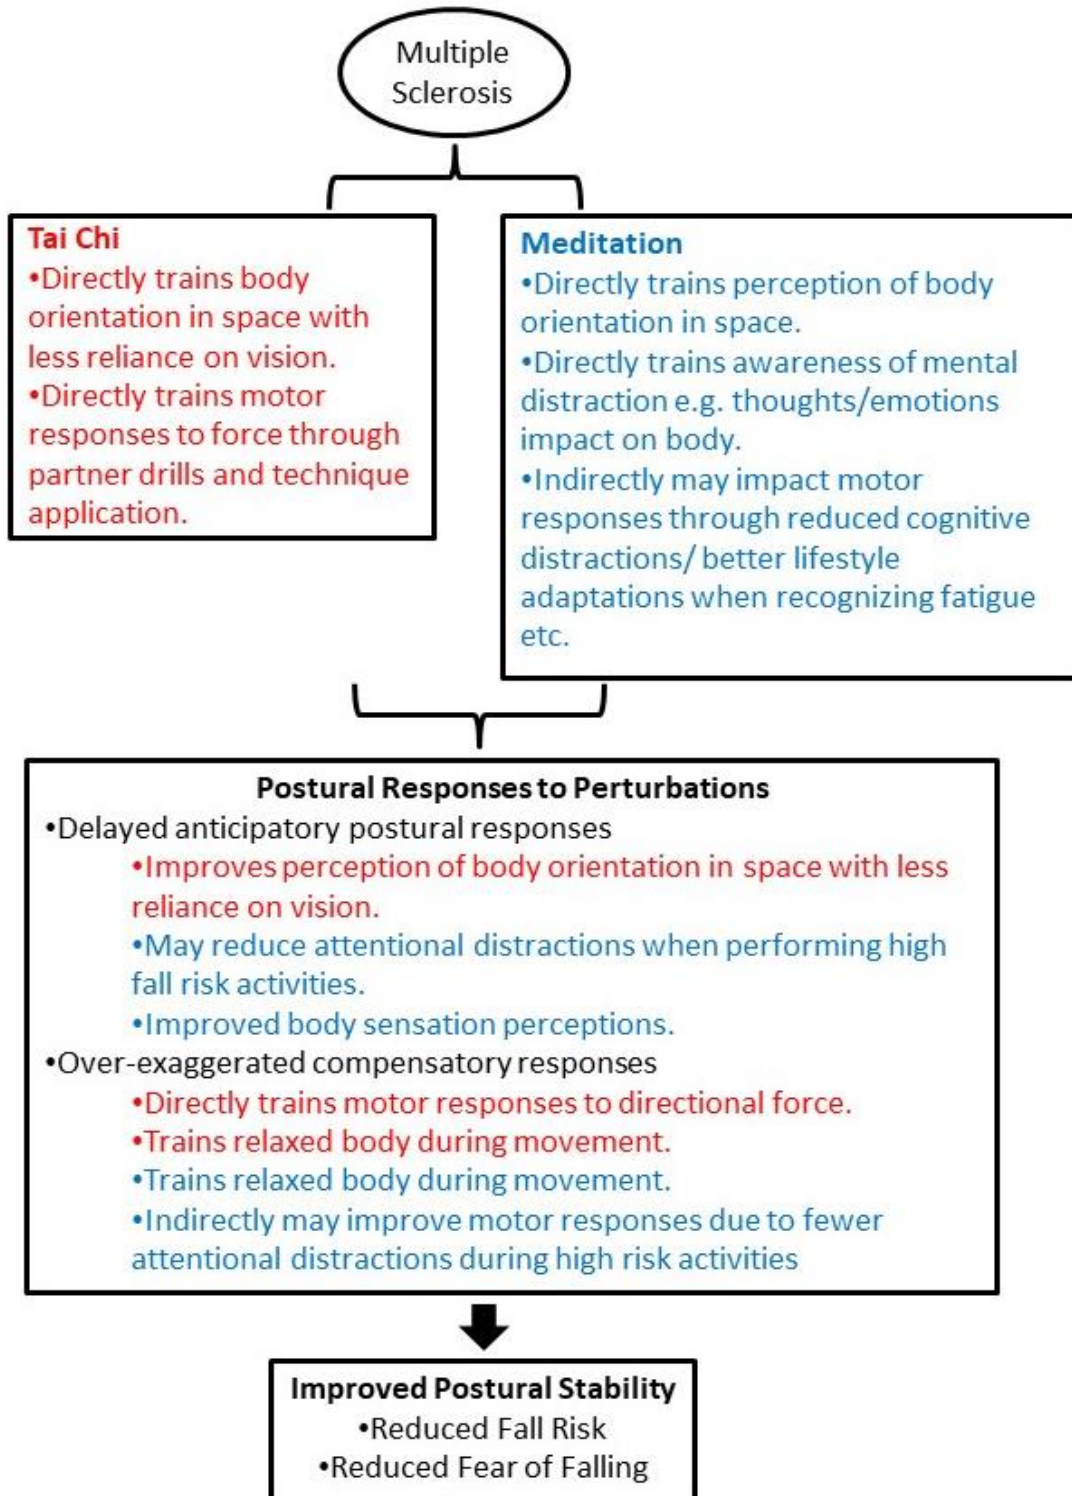 Multiple
Sclerosis
Tai Chi
•Directly trains body
orientation in space with
less reliance on vision.
•Directly trains motor
responses to force through
partner drills and technique
application.
Meditation
•Directly trains perception of body
orientation in space.
•Directly trains awareness of mental
distraction e.g. thoughts/emotions
impact on body.
•Indirectly may impact motor
responses through reduced cognitive
distractions/ better lifestyle
adaptations when recognizing fatigue
etc.
Postural Responses to Perturbations
•Delayed anticipatory postural responses
•Improves perception of body orientation in space with less
reliance on vision.
•May reduce attentional distractions when performing high
fall risk activities.
•Improved body sensation perceptions.
•Over-exaggerated compensatory responses
•Directly trains motor responses to directional force.
•Trains relaxed body during movement.
•Trains relaxed body during movement.
•Indirectly may improve motor responses due to fewer
attentional distractions during high risk activities
Improved Postural Stability
•Reduced Fall Risk
•Reduced Fear of Falling